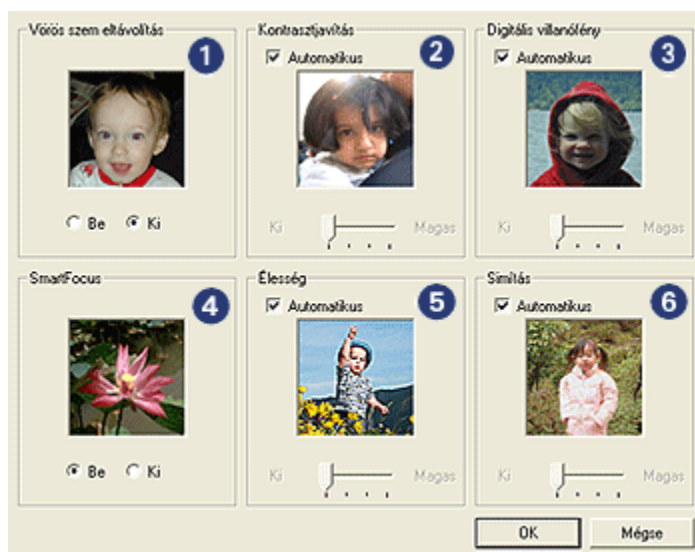 Vörös szem eltávolítás
1
Be
Ki
Kontrasztjavítás
Automatikus
2
Ki
Magas
Digitális villanófény
Automatikus
3
Ki
Magas
SmartFocus
4
Be
Ki
Élesség
Automatikus
5
Ki
Magas
Simítás
Automatikus
6
Ki
Magas
OK
Mégse